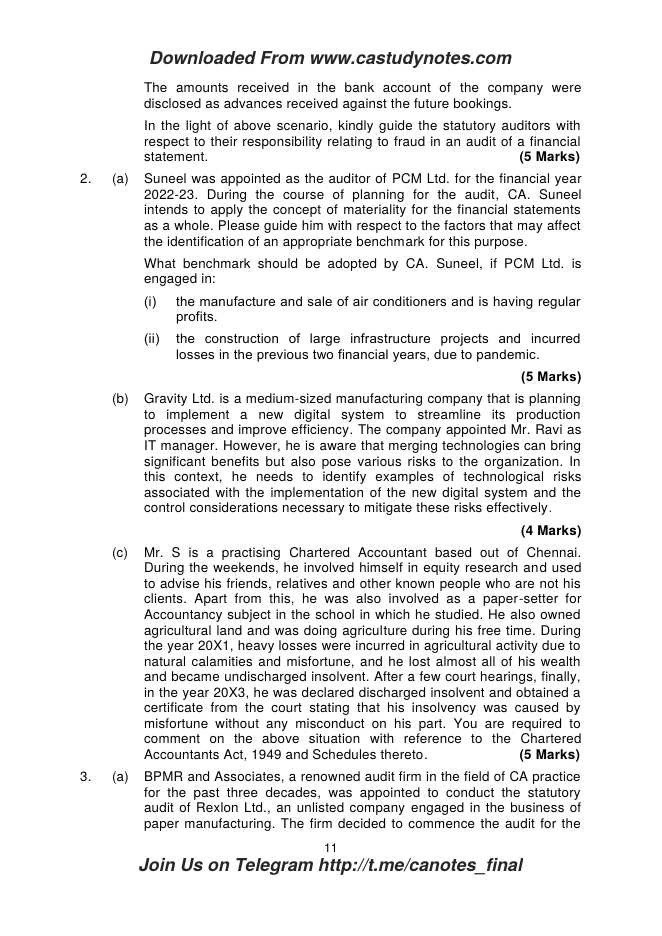 Downloaded From www.castudynotes.com
The amounts received in the bank account of the company were
disclosed as advances received against the future bookings.
In the light of above scenario, kindly guide the statutory auditors with
respect to their responsibility relating to fraud in an audit of a financial
statement. (5 Marks)
2. (a) Suneel was appointed as the auditor of PCM Ltd. for the financial year
2022-23. During the course of planning for the audit, CA. Suneel
intends to apply the concept of materiality for the financial statements
as a whole. Please guide him with respect to the factors that may affect
the identification of an appropriate benchmark for this purpose.
What benchmark should be adopted by CA. Suneel, if PCM Ltd. is
engaged in:
(i) the manufacture and sale of air conditioners and is having regular
profits.
(ii) the construction of large infrastructure projects and incurred
losses in the previous two financial years, due to pandemic.
(5 Marks)
(b) Gravity Ltd. is a medium-sized manufacturing company that is planning
to implement a new digital system to streamline its production
processes and improve efficiency. The company appointed Mr. Ravi as
IT manager. However, he is aware that merging technologies can bring
significant benefits but also pose various risks to the organization. In
this context, he needs to identify examples of technological risks
associated with the implementation of the new digital system and the
control considerations necessary to mitigate these risks effectively.
(4 Marks)
(c) Mr. S is a practising Chartered Accountant based out of Chennai.
During the weekends, he involved himself in equity research and used
to advise his friends, relatives and other known people who are not his
clients. Apart from this, he was also involved as a paper-setter for
Accountancy subject in the school in which he studied. He also owned
agricultural land and was doing agriculture during his free time. During
the year 20X1, heavy losses were incurred in agricultural activity due to
natural calamities and misfortune, and he lost almost all of his wealth
and became undischarged insolvent. After a few court hearings, finally,
in the year 20X3, he was declared discharged insolvent and obtained a
certificate from the court stating that his insolvency was caused by
misfortune without any misconduct on his part. You are required to
comment on the above situation with reference to the Chartered
Accountants Act, 1949 and Schedules thereto. (5 Marks)
3. (a) BPMR and Associates, a renowned audit firm in the field of CA practice
for the past three decades, was appointed to conduct the statutory
audit of Rexlon Ltd., an unlisted company engaged in the business of
paper manufacturing. The firm decided to commence the audit for the
11
Join Us on Telegram http://t.me/canotes_final